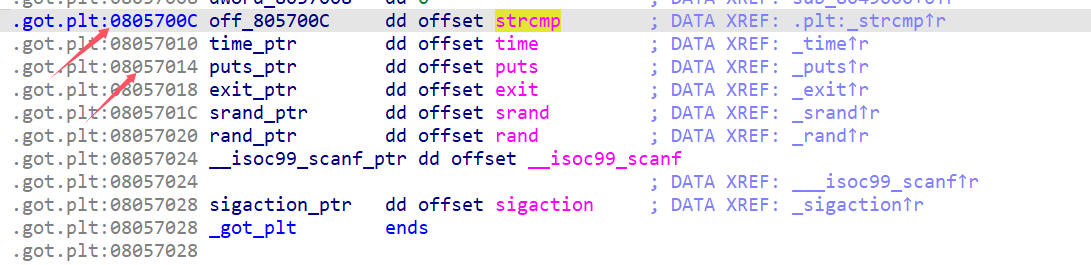 .got.plt:0805700C off_805700C dd offset strcmp ; DATA XREF: .plt:_strcmp↑r
.got.plt:08057010 time_ptr dd offset time ; DATA XREF: _time↑r
.got.plt:08057014 puts_ptr dd offset puts ; DATA XREF: _puts↑r
.got.plt:08057018 exit_ptr dd offset exit ; DATA XREF: _exit↑r
.got.plt:0805701C srand_ptr dd offset srand ; DATA XREF: _srand↑r
.got.plt:08057020 rand_ptr dd offset rand ; DATA XREF: _rand↑r
.got.plt:08057024 __isoc99_scanf_ptr dd offset __isoc99_scanf
.got.plt:08057024 ; DATA XREF: ___isoc99_scanf↑r
.got.plt:08057028 sigaction_ptr dd offset sigaction ; DATA XREF: _sigaction↑r
.got.plt:08057028 _got_plt ends
.got.plt:08057028